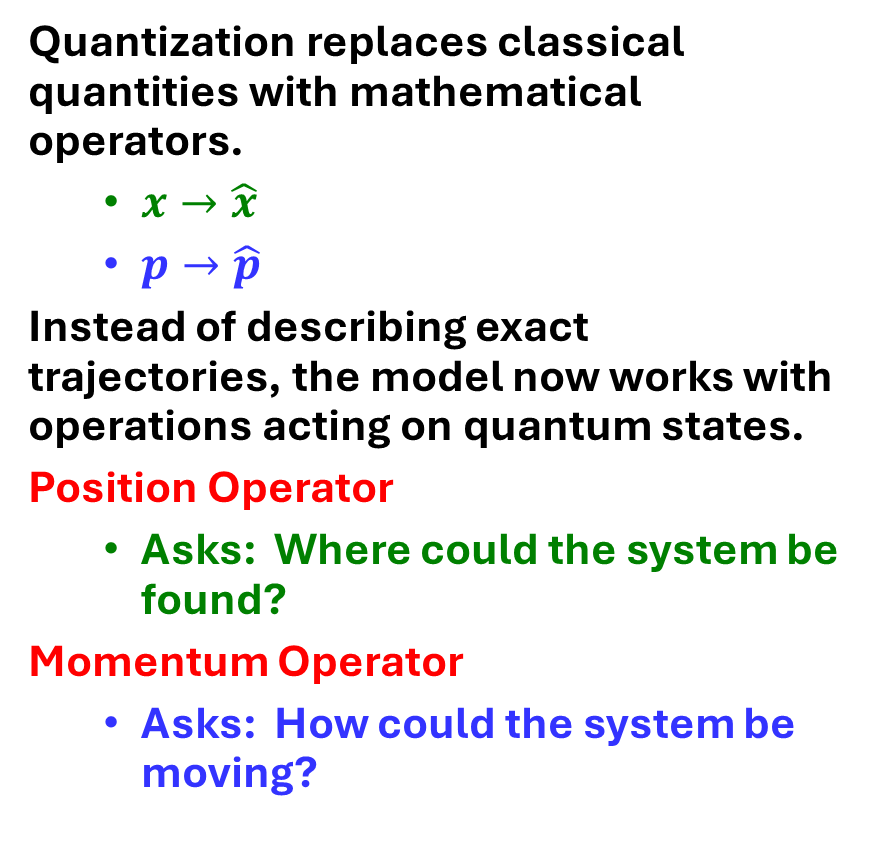 Quantization replaces classical
quantities with mathematical
operators.
• x → x̂
• p → p̂
Instead of describing exact
trajectories, the model now works with
operations acting on quantum states.
Position Operator
• Asks:  Where could the system be
found?
Momentum Operator
• Asks:  How could the system be
moving?